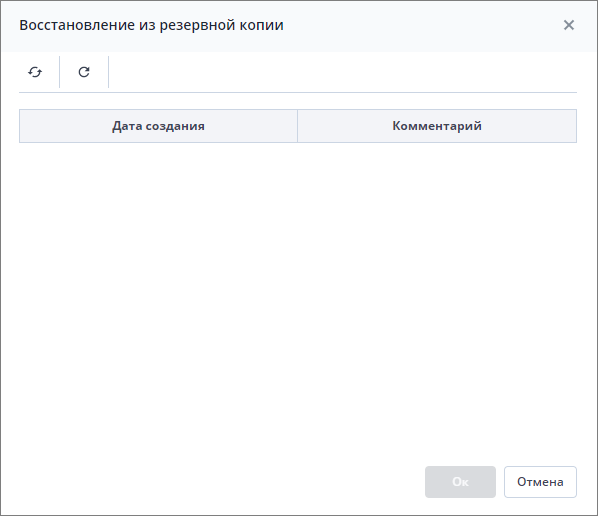 Восстановление из резервной копии
Дата создания Комментарий
Ок Отмена